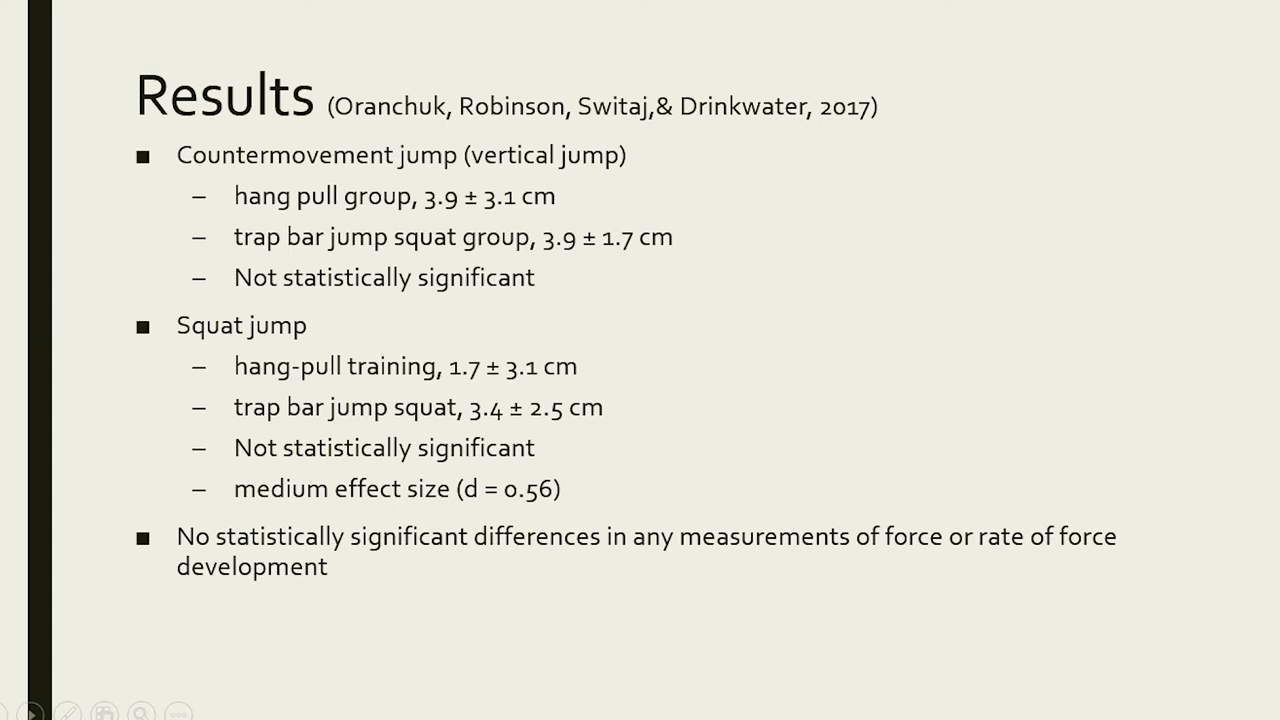 Results (Oranchuk, Robinson, Switaj,& Drinkwater, 2017)
■ Countermovement jump (vertical jump)
– hang pull group, 3.9 ± 3.1 cm
– trap bar jump squat group, 3.9 ± 1.7 cm
– Not statistically significant
■ Squat jump
– hang-pull training, 1.7 ± 3.1 cm
– trap bar jump squat, 3.4 ± 2.5 cm
– Not statistically significant
– medium effect size (d = 0.56)
■ No statistically significant differences in any measurements of force or rate of force
development